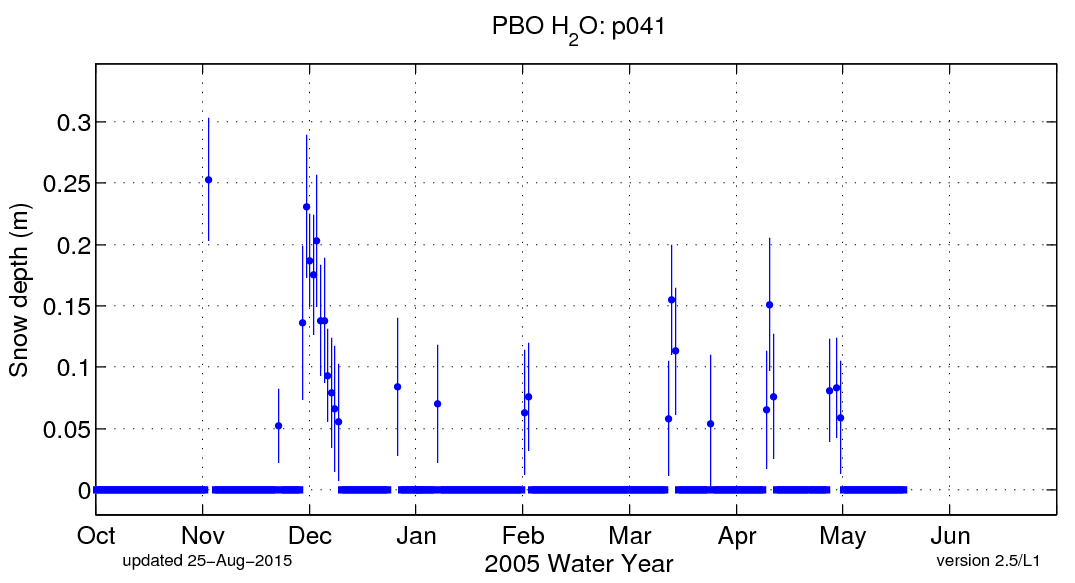 PBO H₂O: p041
0.3
0.25
0.2
0.15
0.1
0.05
0
Snow depth (m)
Oct Nov Dec Jan Feb Mar Apr May Jun
updated 25−Aug−2015 2005 Water Year version 2.5/L1